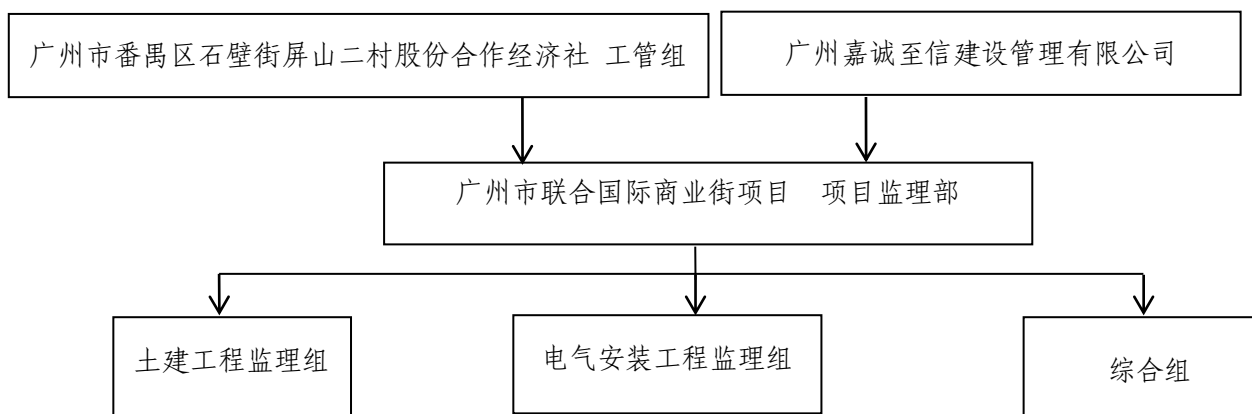 广州市番禺区石壁街屏山二村股份合作经济社 工管组
广州嘉诚至信建设管理有限公司
广州市联合国际商业街项目　项目监理部
土建工程监理组
电气安装工程监理组
综合组